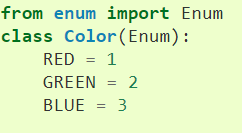 from enum import Enum
class Color(Enum):
    RED = 1
    GREEN = 2
    BLUE = 3